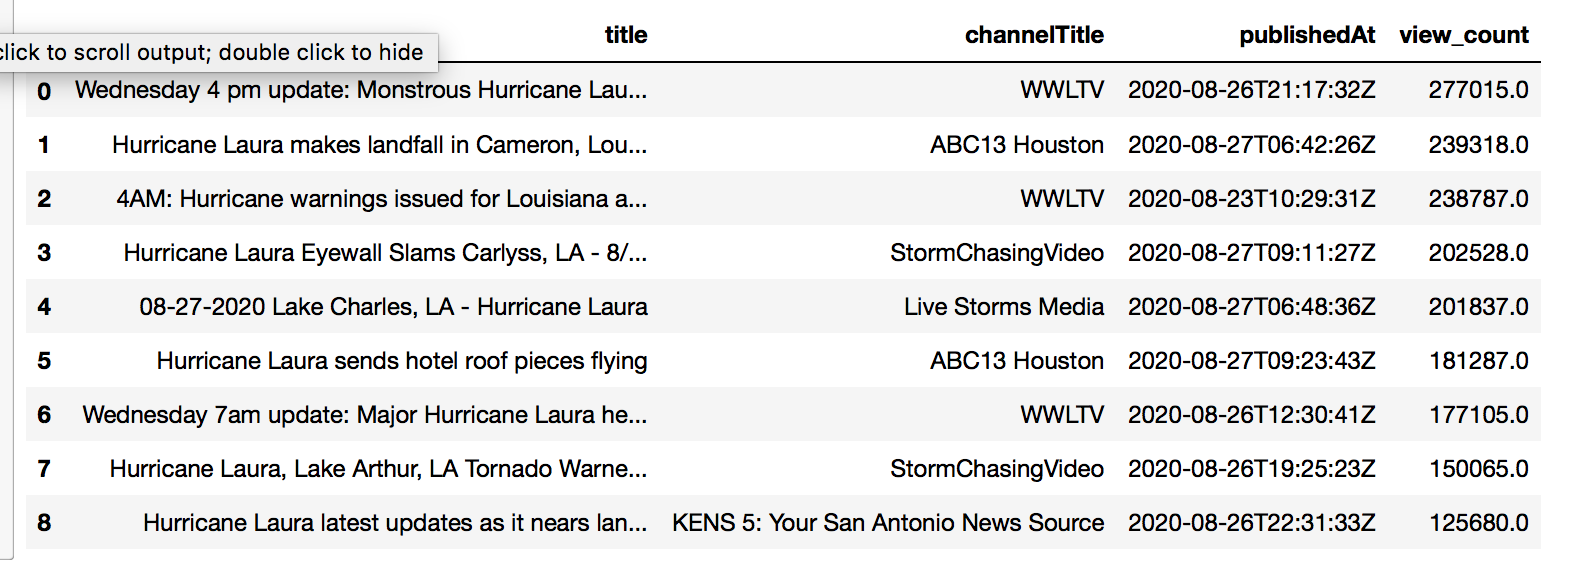 title channelTitle publishedAt view_count
click to scroll output; double click to hide
0 Wednesday 4 pm update: Monstrous Hurricane Lau... WWLTV 2020-08-26T21:17:32Z 277015.0
1 Hurricane Laura makes landfall in Cameron, Lou... ABC13 Houston 2020-08-27T06:42:26Z 239318.0
2 4AM: Hurricane warnings issued for Louisiana a... WWLTV 2020-08-23T10:29:31Z 238787.0
3 Hurricane Laura Eyewall Slams Carlyss, LA - 8/... StormChasingVideo 2020-08-27T09:11:27Z 202528.0
4 08-27-2020 Lake Charles, LA - Hurricane Laura Live Storms Media 2020-08-27T06:48:36Z 201837.0
5 Hurricane Laura sends hotel roof pieces flying ABC13 Houston 2020-08-27T09:23:43Z 181287.0
6 Wednesday 7am update: Major Hurricane Laura he... WWLTV 2020-08-26T12:30:41Z 177105.0
7 Hurricane Laura, Lake Arthur, LA Tornado Warne... StormChasingVideo 2020-08-26T19:25:23Z 150065.0
8 Hurricane Laura latest updates as it nears lan... KENS 5: Your San Antonio News Source 2020-08-26T22:31:33Z 125680.0